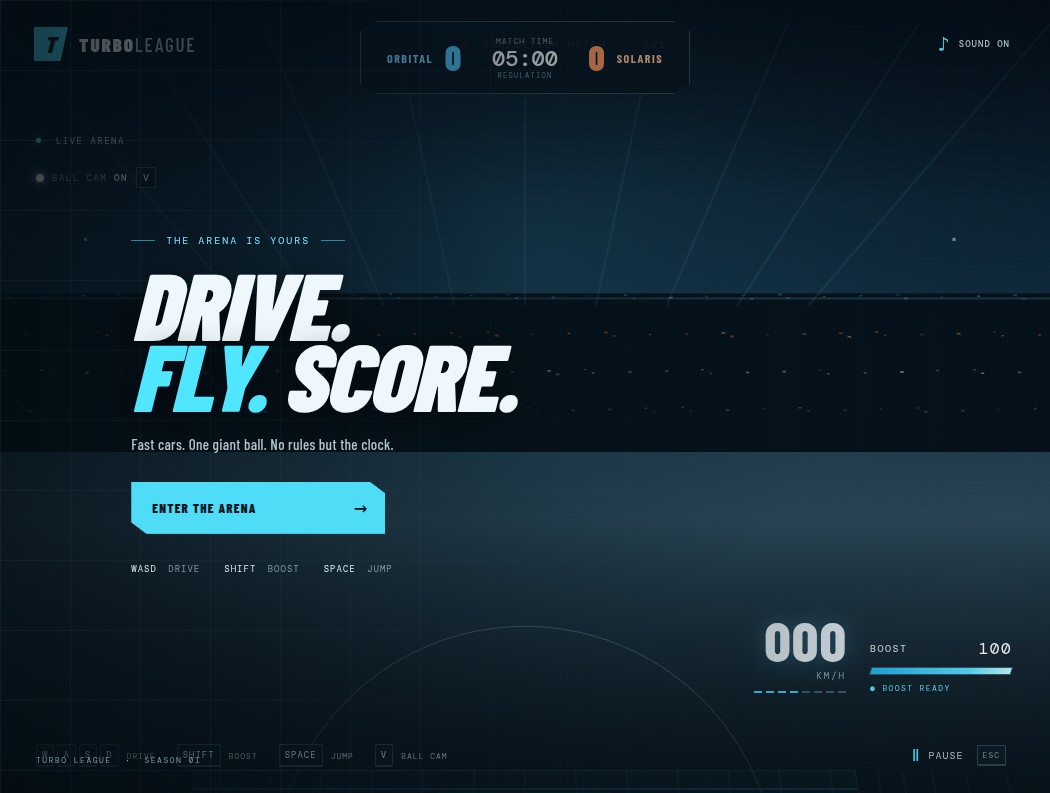 T TURBOLEAGUE
ORBITAL 0
MATCH TIME
05:00
REGULATION
0 SOLARIS
♪ SOUND ON
LIVE ARENA
BALL CAM ON V
THE ARENA IS YOURS
DRIVE.
FLY. SCORE.
Fast cars. One giant ball. No rules but the clock.
ENTER THE ARENA →
WASD DRIVE SHIFT BOOST SPACE JUMP
000
KM/H
BOOST 100
BOOST READY
W A S D DRIVE SHIFT BOOST SPACE JUMP V BALL CAM
TURBO LEAGUE · SEASON 01
PAUSE ESC